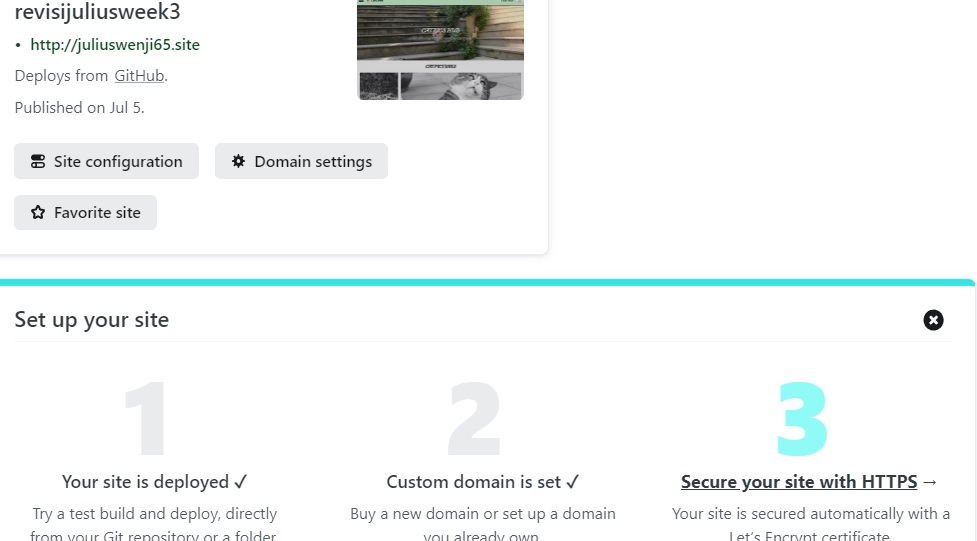 revisijuliusweek3
• http://juliuswenji65.site
Deploys from GitHub.
Published on Jul 5.
Site configuration
Domain settings
Favorite site
Set up your site
1
2
3
Your site is deployed ✓
Custom domain is set ✓
Secure your site with HTTPS →
Try a test build and deploy, directly
from your Git repository or a folder
Buy a new domain or set up a domain
you already own
Your site is secured automatically with a
Let's Encrypt certificate